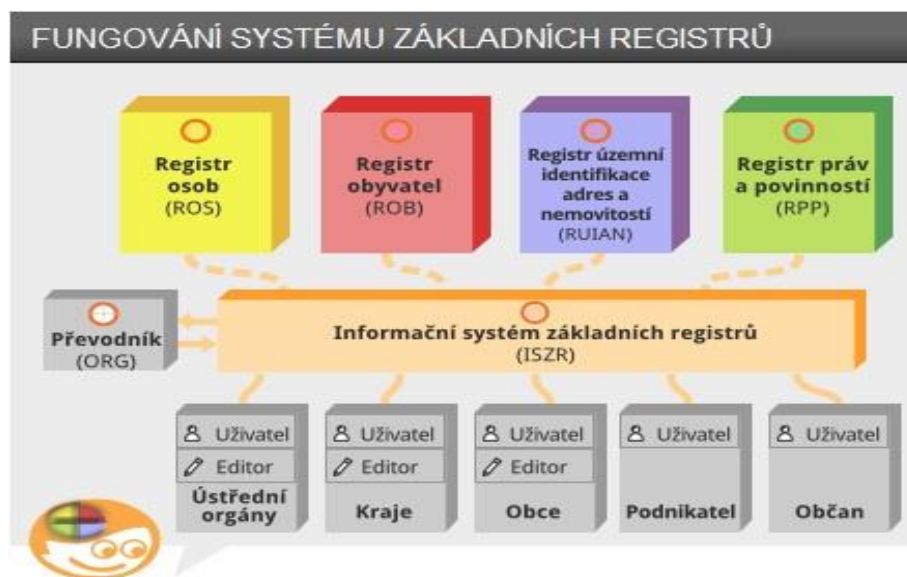 FUNGOVÁNÍ SYSTÉMU ZÁKLADNÍCH REGISTRŮ
Registr
osob
(ROS)
Registr
obyvatel
(ROB)
Registr územní
identifikace
adres a
nemovitostí
(RUIAN)
Registr práv
a povinností
(RPP)
Převodník
(ORG)
Informační systém základních registrů
(ISZR)
Uživatel
Editor
Ústřední
orgány
Uživatel
Editor
Kraje
Uživatel
Editor
Obce
Uživatel
Podnikatel
Uživatel
Občan